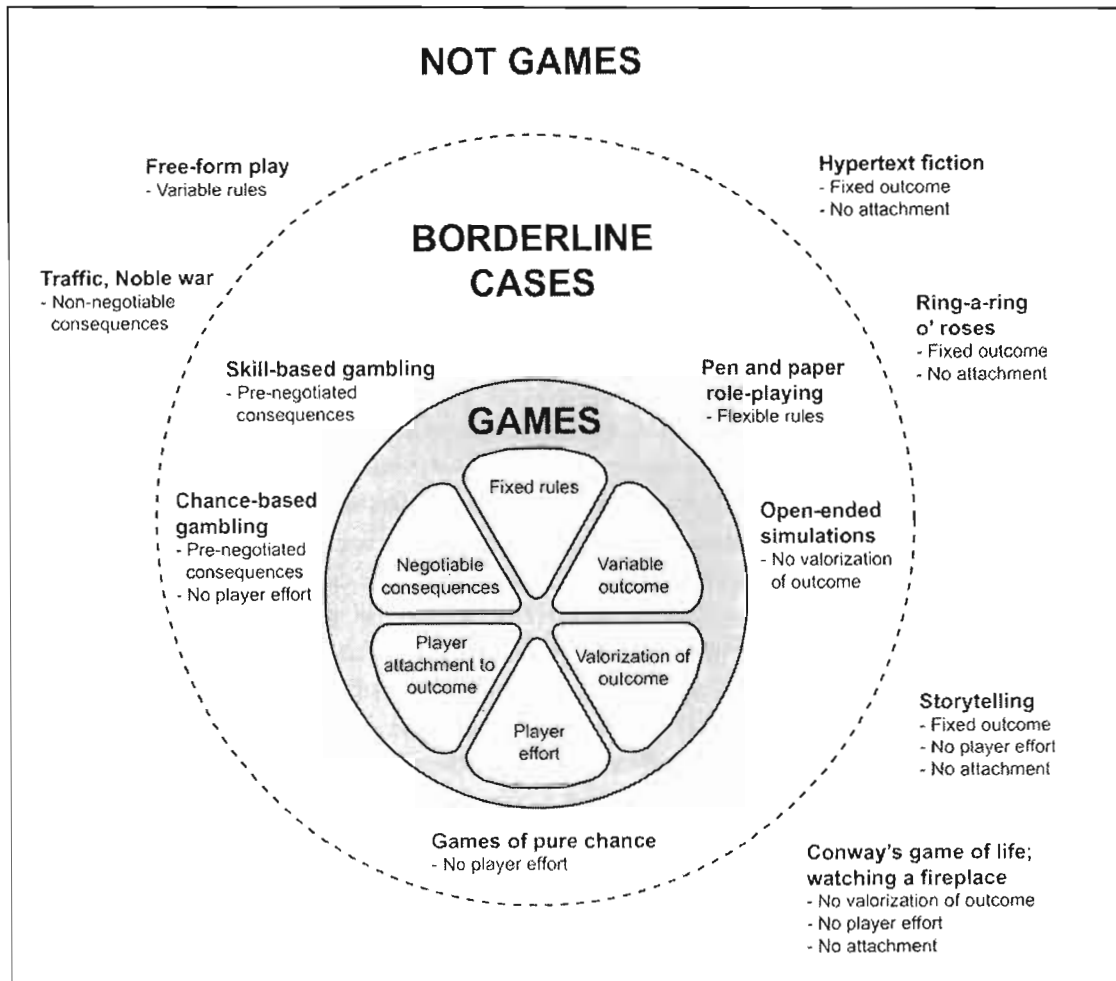 NOT GAMES
Free-form play
- Variable rules
Hypertext fiction
- Fixed outcome
- No attachment
BORDERLINE
CASES
Traffic, Noble war
- Non-negotiable
consequences
Ring-a-ring
o' roses
- Fixed outcome
- No attachment
Skill-based gambling
- Pre-negotiated
consequences
Pen and paper
role-playing
- Flexible rules
GAMES
Fixed rules
Chance-based
gambling
- Pre-negotiated
consequences
- No player effort
Negotiable
consequences
Variable
outcome
Open-ended
simulations
- No valorization
of outcome
Player
attachment to
outcome
Valorization of
outcome
Player
effort
Storytelling
- Fixed outcome
- No player effort
- No attachment
Games of pure chance
- No player effort
Conway's game of life;
watching a fireplace
- No valorization of outcome
- No player effort
- No attachment